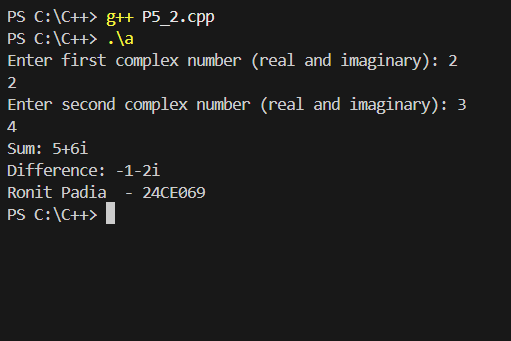 PS C:\C++> g++ P5_2.cpp
PS C:\C++> .\a
Enter first complex number (real and imaginary): 2
2
Enter second complex number (real and imaginary): 3
4
Sum: 5+6i
Difference: -1-2i
Ronit Padia  - 24CE069
PS C:\C++>